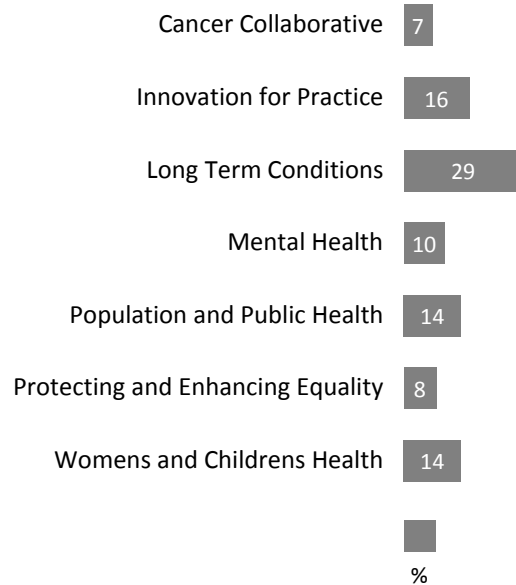 Cancer Collaborative 7
Innovation for Practice 16
Long Term Conditions 29
Mental Health 10
Population and Public Health 14
Protecting and Enhancing Equality 8
Womens and Childrens Health 14
%